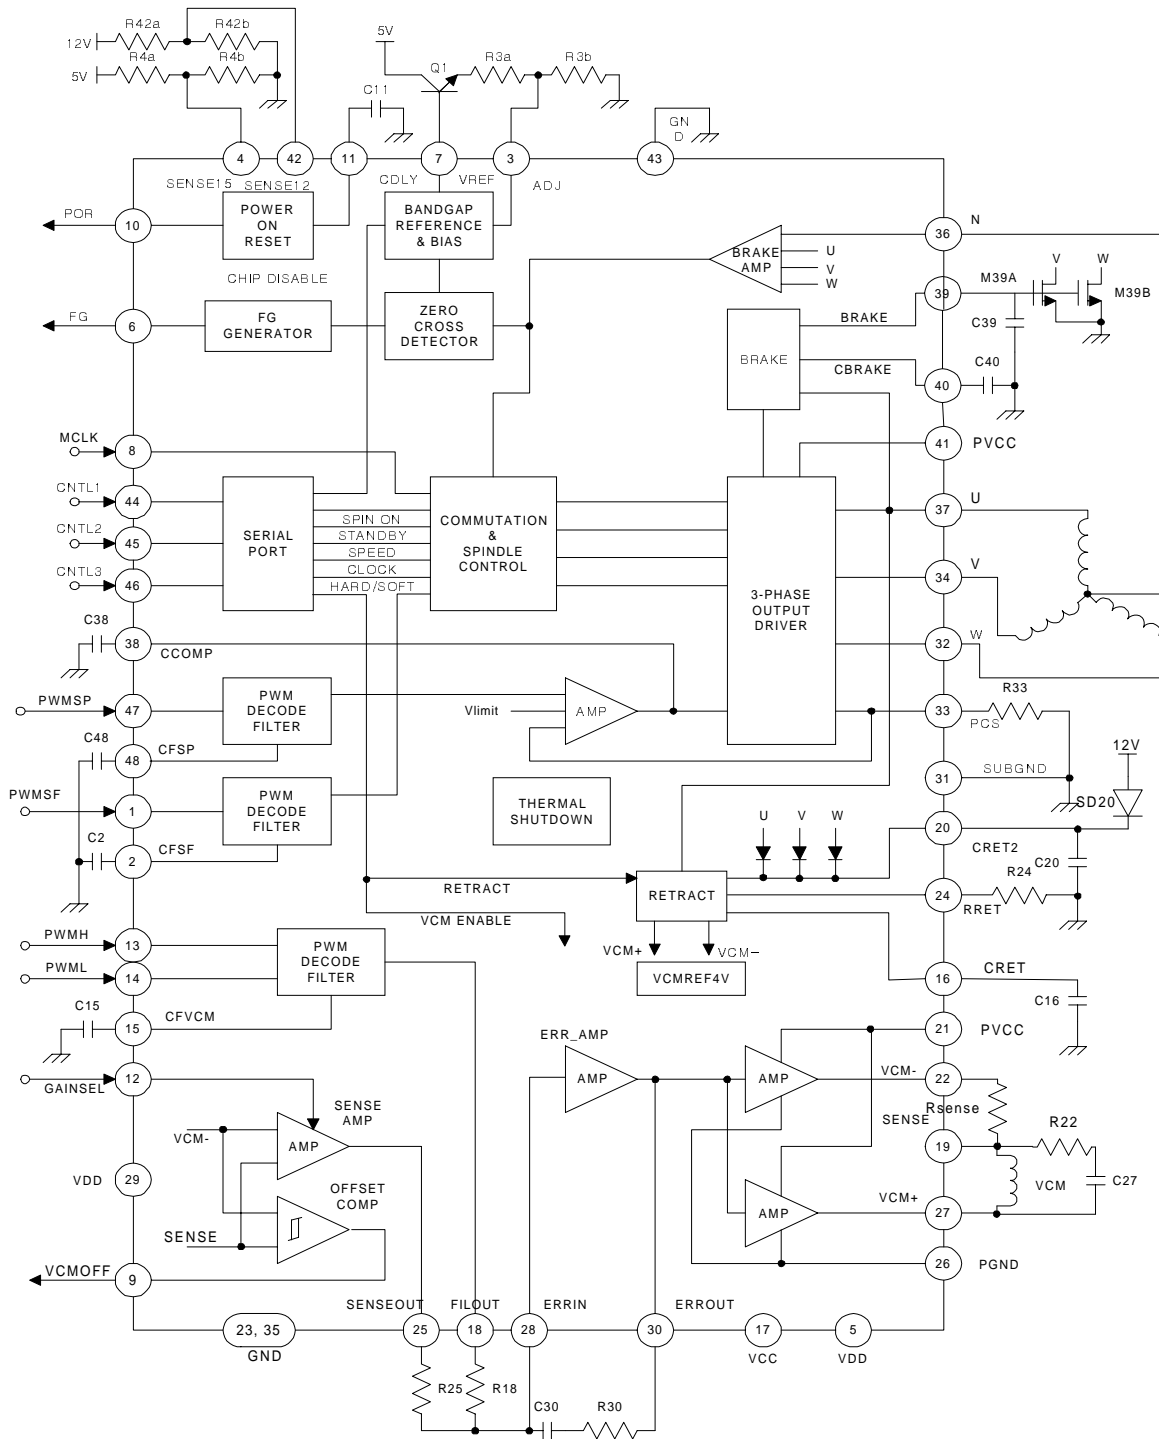 R42a R42b
12V
R4a R4b
5V
5V
Q1
R3a R3b
C11
GN
D
4 42 11 7 3 43
SENSE15 SENSE12 CDLY VREF ADJ
POR
10
POWER
ON
RESET
BANDGAP
REFERENCE
& BIAS
BRAKE
AMP
U
V
W
36
N
CHIP DISABLE
39
M39A
V W
M39B
FG
6
FG
GENERATOR
ZERO
CROSS
DETECTOR
BRAKE
BRAKE
CBRAKE
C39
C40
40
MCLK
8
41
PVCC
CNTL1
44
CNTL2
45
CNTL3
46
SERIAL
PORT
SPIN ON
STANDBY
SPEED
CLOCK
HARD/SOFT
COMMUTATION
&
SPINDLE
CONTROL
3-PHASE
OUTPUT
DRIVER
37
U
34
V
32
W
C38
38
CCOMP
PWMSP
47
PWM
DECODE
FILTER
Vlimit
AMP
33
PCS
R33
C48
48
CFSP
31
SUBGND
12V
SD20
PWMSF
1
PWM
DECODE
FILTER
THERMAL
SHUTDOWN
U V W
20
CRET2
C20
C2
2
CFSF
RETRACT
RETRACT
24
RRET
R24
VCM ENABLE
VCM+ VCM-
VCMREF4V
16
CRET
C16
PWMH
13
PWML
14
PWM
DECODE
FILTER
C15
15
CFVCM
21
PVCC
GAINSEL
12
ERR_AMP
AMP
AMP
VCM-
22
Rsense
SENSE
AMP
VCM-
AMP
SENSE
19
R22
VDD
29
VCM
C27
OFFSET
COMP
AMP
VCM+
27
SENSE
26
PGND
VCMOFF
9
SENSEOUT FILOUT ERRIN ERROUT
23, 35
GND
25 18 28 30
17
VCC
5
VDD
R25 R18
C30 R30